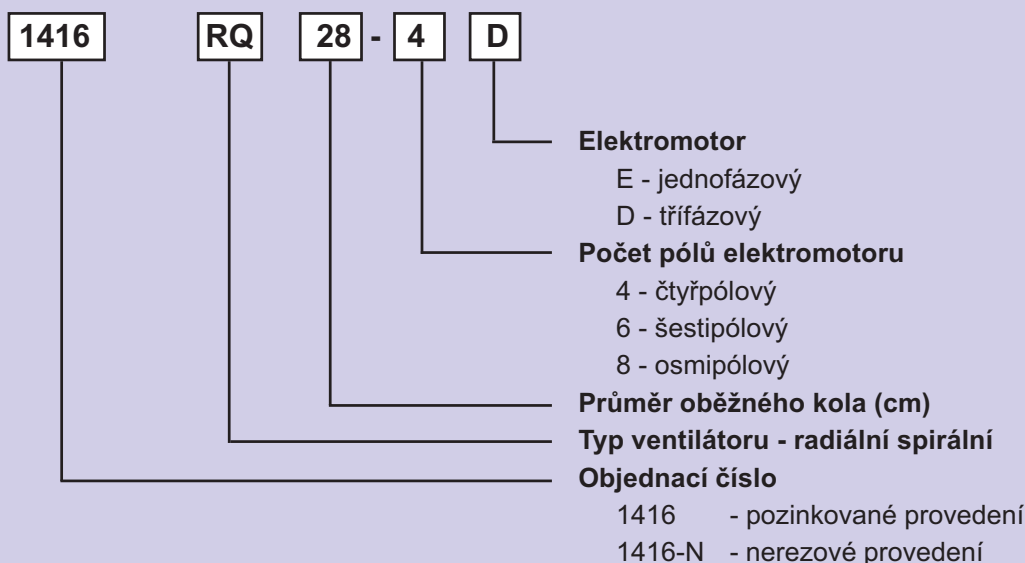 1416 RQ 28 - 4 D
Elektromotor
E - jednofázový
D - třífázový
Počet pólů elektromotoru
4 - čtyřpólový
6 - šestipólový
8 - osmipólový
Průměr oběžného kola (cm)
Typ ventilátoru - radiální spirální
Objednací číslo
1416 - pozinkované provedení
1416-N - nerezové provedení